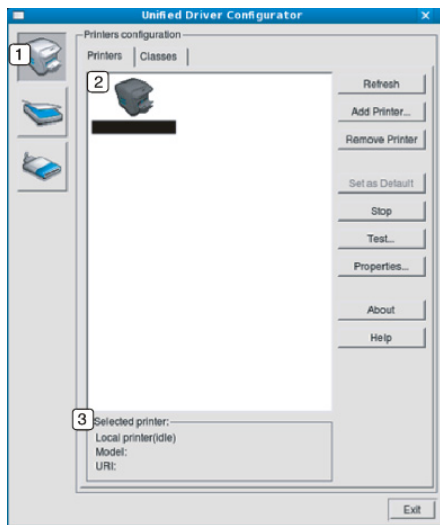 Unified Driver Configurator
Printers configuration
1
Printers
Classes
2
Refresh
Add Printer...
Remove Printer
Set as Default
Stop
Test...
Properties...
About
Help
3
Selected printer:
Local printer(idle)
Model:
URI:
Exit